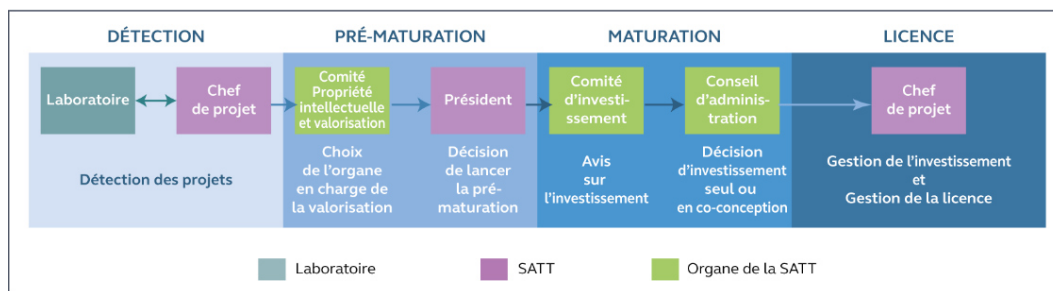 DÉTECTION
PRÉ-MATURATION
MATURATION
LICENCE
Laboratoire
Chef
de projet
Comité
Propriété
intellectuelle
et valorisation
Président
Comité
d’investi-
ssement
Conseil
d’adminis-
tration
Chef
de projet
Détection des projets
Choix
de l’organe
en charge de
la valorisation
Décision
de lancer
la pré-
maturation
Avis
sur
l’investissement
Décision
d’investissement
seul ou
en co-conception
Gestion de l’investissement
et
Gestion de la licence
Laboratoire
SATT
Organe de la SATT